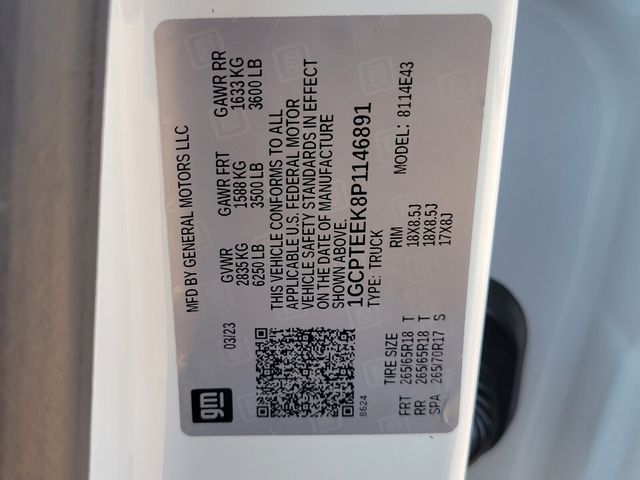 MFD BY GENERAL MOTORS LLC
03/23
GVWR GAWR FRT GAWR RR
2835 KG 1588 KG 1633 KG
6250 LB 3500 LB 3600 LB
THIS VEHICLE CONFORMS TO ALL
APPLICABLE U.S. FEDERAL MOTOR
VEHICLE SAFETY STANDARDS IN EFFECT
ON THE DATE OF MANUFACTURE
SHOWN ABOVE.
1GCPTEEK8P1146891
TYPE: TRUCK MODEL: 8114E43
gm
8624
TIRE SIZE RIM
FRT 265/65R18 T 18X8.5J
RR 265/65R18 T 18X8.5J
SPA 265/70R17 S 17X8J